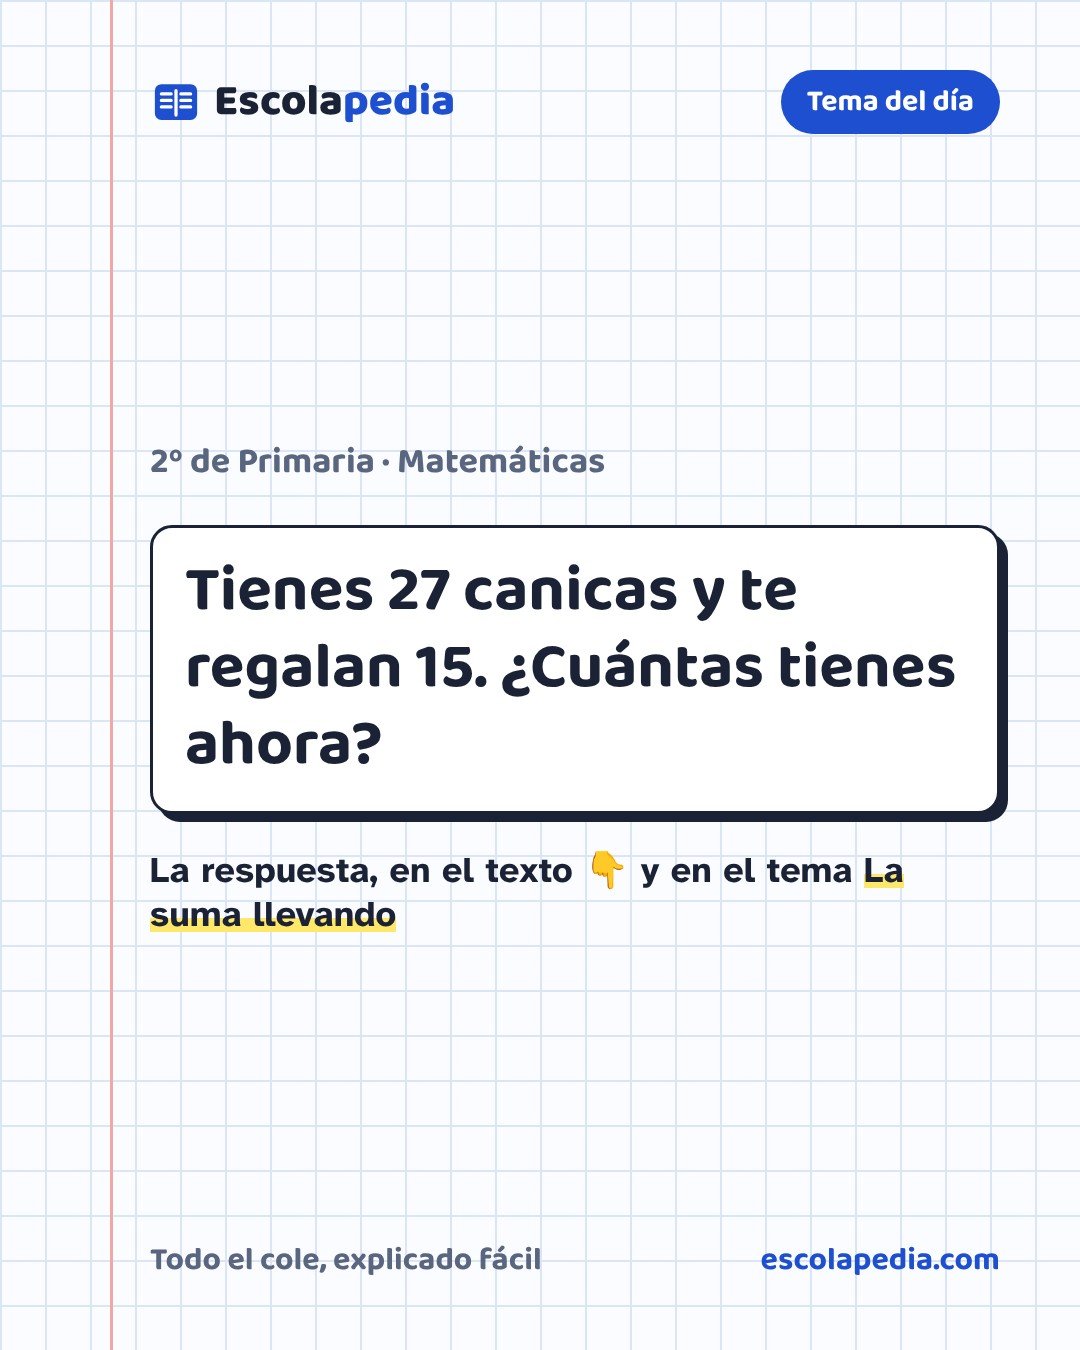 Escolapedia
Tema del día
2º de Primaria · Matemáticas
Tienes 27 canicas y te
regalan 15. ¿Cuántas tienes
ahora?
La respuesta, en el texto 👇 y en el tema La
suma llevando
Todo el cole, explicado fácil
escolapedia.com